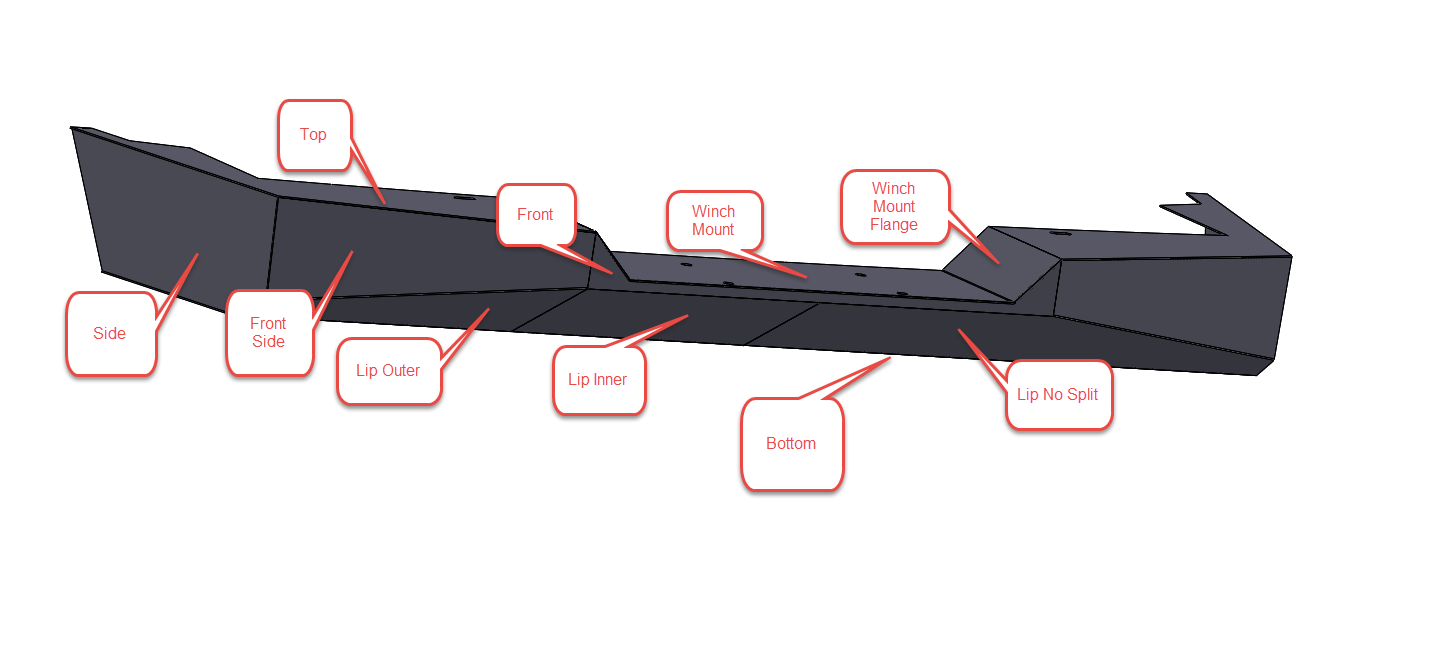 Top
Front
Winch
Mount
Winch
Mount
Flange
Side
Front
Side
Lip Outer
Lip Inner
Bottom
Lip No Split